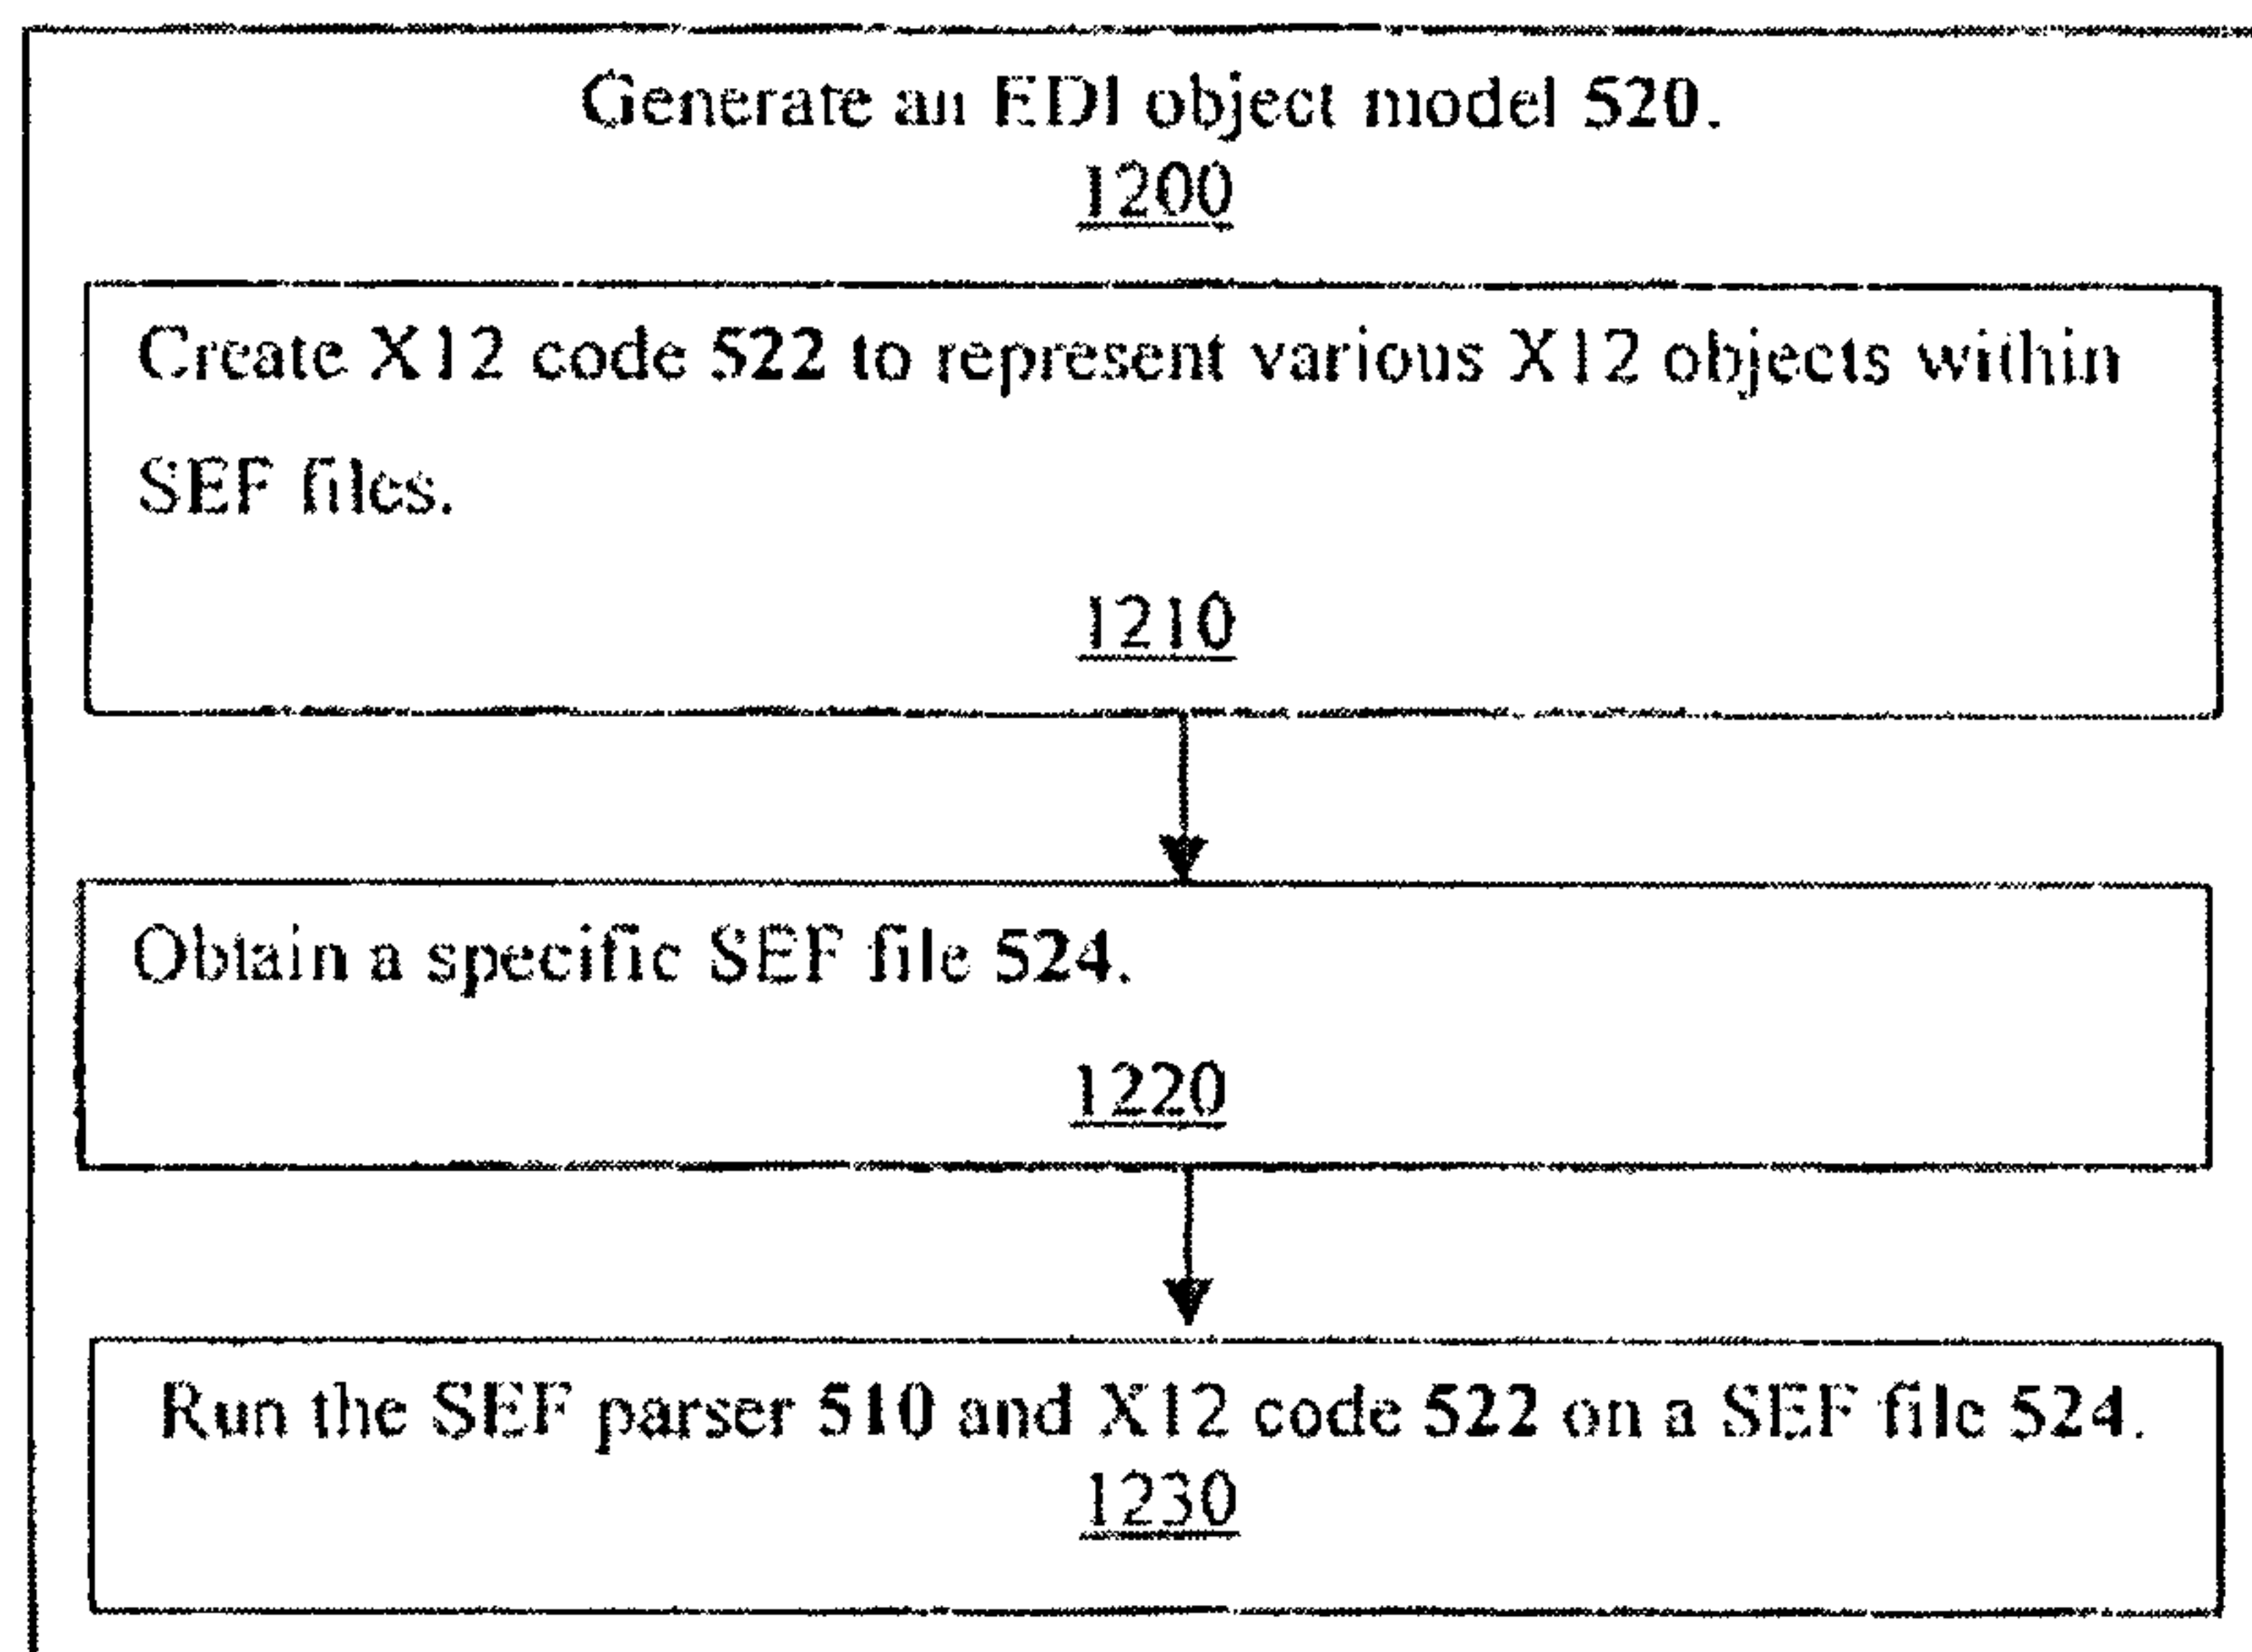 Generate an EDI object model 520.
1200
Create X12 code 522 to represent various X12 objects within
SEF files.
1210
Obtain a specific SEF file 524.
1220
Run the SEF parser 510 and X12 code 522 on a SEF file 524.
1230